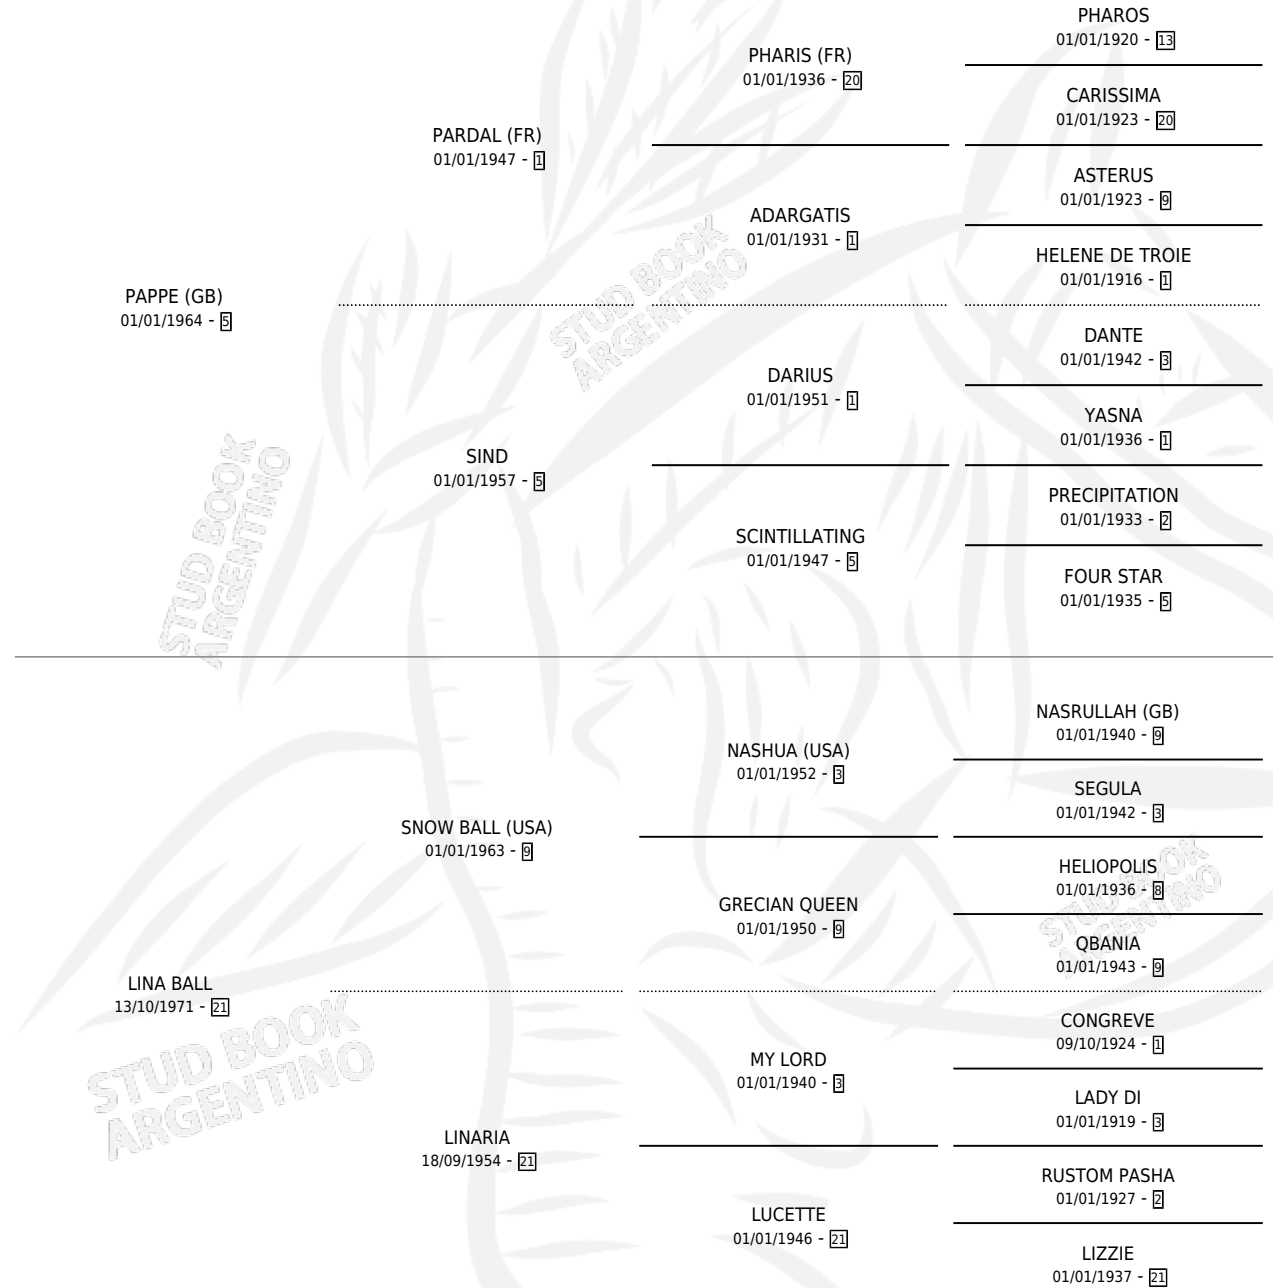 PHAROS
01/01/1920 - 13
PHARIS (FR)
01/01/1936 - 20
CARISSIMA
01/01/1923 - 20
PARDAL (FR)
01/01/1947 - 1
ASTERUS
01/01/1923 - 9
ADARGATIS
01/01/1931 - 1
HELENE DE TROIE
01/01/1916 - 1
PAPPE (GB)
01/01/1964 - 5
STUD BOOK
ARGENTINO
DANTE
01/01/1942 - 3
DARIUS
01/01/1951 - 1
YASNA
01/01/1936 - 1
SIND
01/01/1957 - 5
PRECIPITATION
01/01/1933 - 2
SCINTILLATING
01/01/1947 - 5
FOUR STAR
01/01/1935 - 5
STUD BOOK
ARGENTINO
NASRULLAH (GB)
01/01/1940 - 9
NASHUA (USA)
01/01/1952 - 3
SEGULA
01/01/1942 - 3
SNOW BALL (USA)
01/01/1963 - 9
HELIOPOLIS
01/01/1936 - 8
GRECIAN QUEEN
01/01/1950 - 9
QBANIA
01/01/1943 - 9
STUD BOOK
ARGENTINO
LINA BALL
13/10/1971 - 21
CONGREVE
09/10/1924 - 1
MY LORD
01/01/1940 - 3
LADY DI
01/01/1919 - 3
STUD BOOK
ARGENTINO
LINARIA
18/09/1954 - 21
RUSTOM PASHA
01/01/1927 - 2
LUCETTE
01/01/1946 - 21
LIZZIE
01/01/1937 - 21